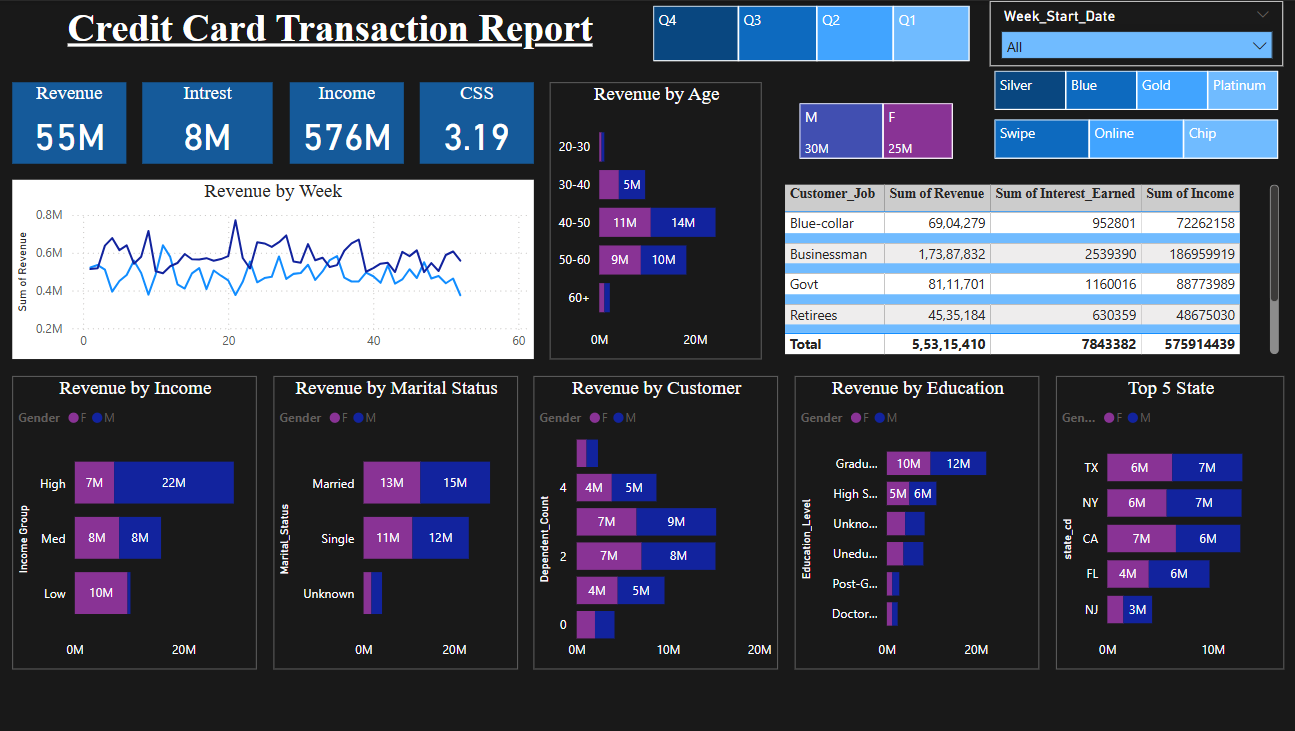 Credit Card Transaction Report
Q4 Q3 Q2 Q1
Week_Start_Date
All
Silver Blue Gold Platinum
Swipe Online Chip
M F
30M 25M
Revenue
55M
Intrest
8M
Income
576M
CSS
3.19
Revenue by Week
Sum of Revenue
0.8M
0.6M
0.4M
0.2M
0 20 40 60
Revenue by Age
20-30
30-40 5M
40-50 11M 14M
50-60 9M 10M
60+
0M 20M
Customer_Job Sum of Revenue Sum of Interest_Earned Sum of Income
Blue-collar 69,04,279 952801 72262158
Businessman 1,73,87,832 2539390 186959919
Govt 81,11,701 1160016 88773989
Retirees 45,35,184 630359 48675030
Total 5,53,15,410 7843382 575914439
Revenue by Income
Gender F M
Income Group
High 7M 22M
Med 8M 8M
Low 10M
0M 20M
Revenue by Marital Status
Gender F M
Marital_Status
Married 13M 15M
Single 11M 12M
Unknown
0M 20M
Revenue by Customer
Gender F M
Dependent_Count
4 4M 5M
7M 9M
2 7M 8M
4M 5M
0
0M 10M 20M
Revenue by Education
Gender F M
Education_Level
Gradu... 10M 12M
High S... 5M 6M
Unkno...
Unedu...
Post-G...
Doctor...
0M 20M
Top 5 State
Gen... F M
state_cd
TX 6M 7M
NY 6M 7M
CA 7M 6M
FL 4M 6M
NJ 3M
0M 10M